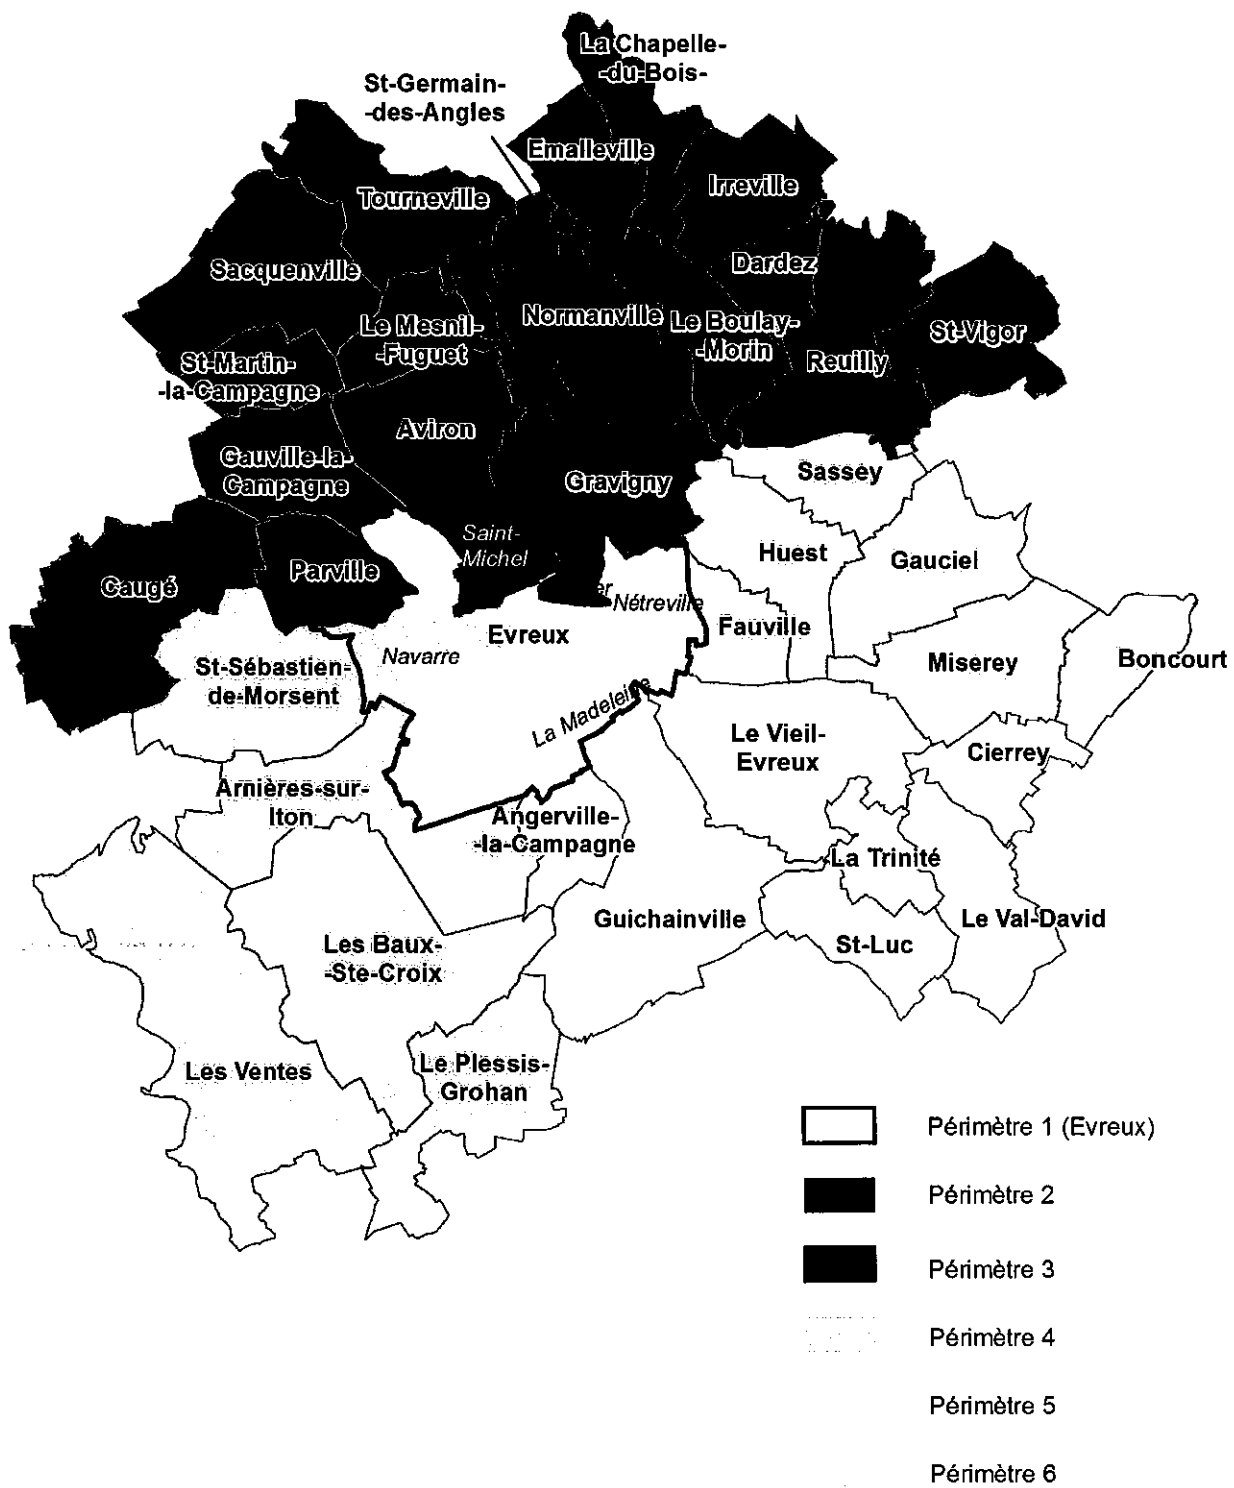 La Chapelle-
-du-Bois-
St-Germain-
-des-Angles
Emalleville
Irreville
Tourneville
Dardez
Sacquenville
Normanville
Le Boulay-
-Morin
St-Vigor
Le Mesnil-
-Fuguet
Reuilly
St-Martin-
-la-Campagne
Aviron
Gauville-la-
Campagne
Gravigny
Sassey
Saint-
Michel
Huest
Gauciel
Parville
Caugé
er
Nétreville
Fauville
Evreux
Navarre
Miserey
Boncourt
St-Sébastien-
de-Morsent
La Madeleine
Le Vieil-
Evreux
Cierrey
Arnières-sur-
Iton
Angerville-
-la-Campagne
La Trinité
Guichainville
Le Val-David
St-Luc
Les Baux-
-Ste-Croix
Les Ventes
Le Plessis-
Grohan
Périmètre 1 (Evreux)
Périmètre 2
Périmètre 3
Périmètre 4
Périmètre 5
Périmètre 6